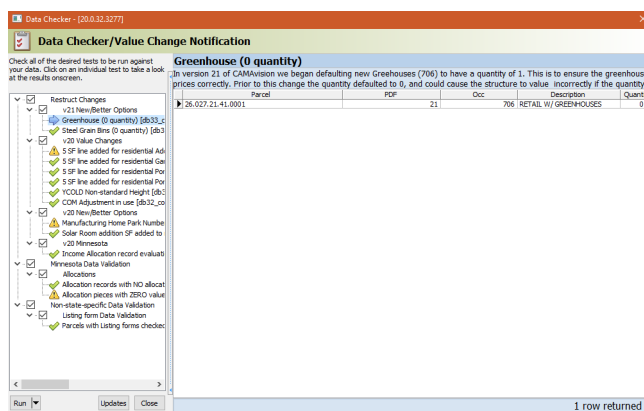 Data Checker - [20.0.32.3277]
Data Checker/Value Change Notification
Check all of the desired tests to be run against
your data. Click on an individual test to take a look
at the results onscreen.
Restruct Changes
v21 New/Better Options
Greenhouse (0 quantity) [db33_c
Steel Grain Bins (0 quantity) [db3
v20 Value Changes
5 SF line added for residential Add
5 SF line added for residential Gar
5 SF line added for residential Por
5 SF line added for residential Por
YCOLD Non-standard Height [db3
COM Adjustment in use [db32_co
v20 New/Better Options
Manufacturing Home Park Numbe
Solar Room addition SF added to
v20 Minnesota
Income Allocation record evaluati
Minnesota Data Validation
Allocations
Allocation records with NO allocat
Allocation pieces with ZERO value
Non-state-specific Data Validation
Listing form Data Validation
Parcels with Listing forms checked
Run
Updates
Close
Greenhouse (0 quantity)
In version 21 of CAMAvision we began defaulting new Greehouses (706) to have a quantity of 1. This is to ensure the greenhous
prices correctly. Prior to this change the quantity defaulted to 0, and could cause the structure to value incorrectly if the quantity
Parcel PDF Occ Description Quant
26.027.21.41.0001 21 706 RETAIL W/ GREENHOUSES 0
1 row returned